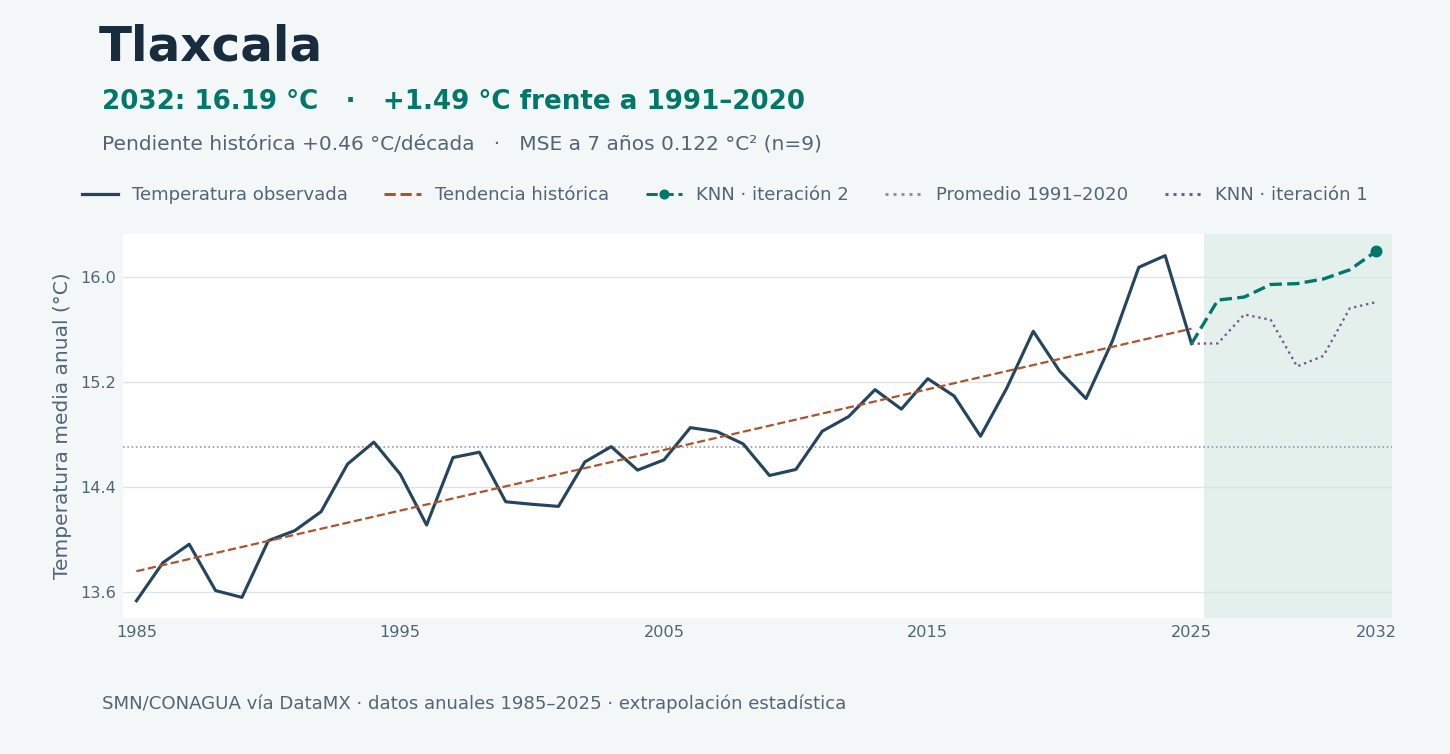 Tlaxcala
2032: 16.19 °C · +1.49 °C frente a 1991–2020
Pendiente histórica +0.46 °C/década · MSE a 7 años 0.122 °C² (n=9)
Temperatura observada Tendencia histórica KNN · iteración 2 Promedio 1991–2020 KNN · iteración 1
Temperatura media anual (°C)
16.0
15.2
14.4
13.6
1985 1995 2005 2015 2025 2032
SMN/CONAGUA vía DataMX · datos anuales 1985–2025 · extrapolación estadística